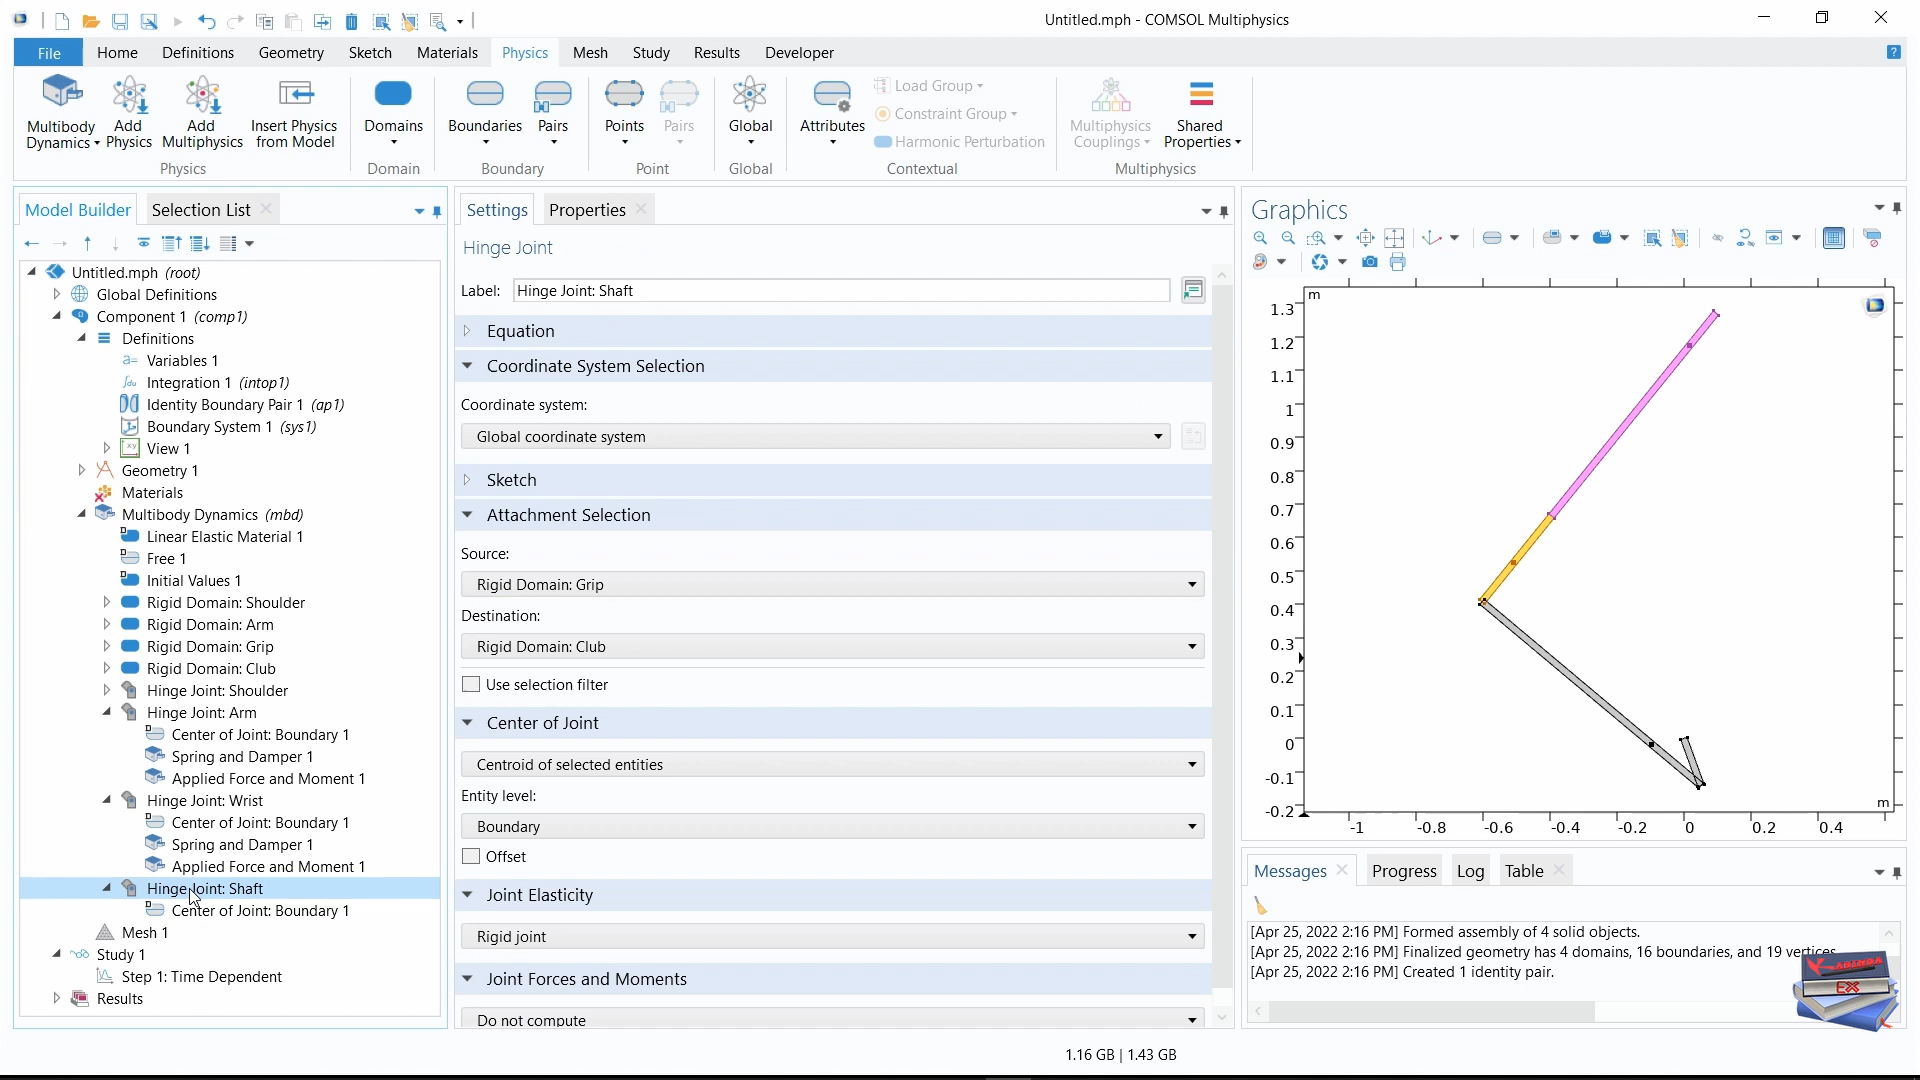 Untitled.mph - COMSOL Multiphysics
File Home Definitions Geometry Sketch Materials Physics Mesh Study Results Developer
Multibody Dynamics
Add Physics
Add Multiphysics
Insert Physics from Model
Physics
Domains
Domain
Boundaries
Pairs
Boundary
Points
Pairs
Point
Global
Global
Attributes
Load Group
Constraint Group
Harmonic Perturbation
Contextual
Multiphysics Couplings
Shared Properties
Multiphysics
Model Builder Selection List
Untitled.mph (root)
Global Definitions
Component 1 (comp1)
Definitions
a= Variables 1
Integration 1 (intop1)
Identity Boundary Pair 1 (ap1)
Boundary System 1 (sys1)
View 1
Geometry 1
Materials
Multibody Dynamics (mbd)
Linear Elastic Material 1
Free 1
Initial Values 1
Rigid Domain: Shoulder
Rigid Domain: Arm
Rigid Domain: Grip
Rigid Domain: Club
Hinge Joint: Shoulder
Hinge Joint: Arm
Center of Joint: Boundary 1
Spring and Damper 1
Applied Force and Moment 1
Hinge Joint: Wrist
Center of Joint: Boundary 1
Spring and Damper 1
Applied Force and Moment 1
Hinge Joint: Shaft
Center of Joint: Boundary 1
Mesh 1
Study 1
Step 1: Time Dependent
Results
Settings Properties
Hinge Joint
Label: Hinge Joint: Shaft
Equation
Coordinate System Selection
Coordinate system:
Global coordinate system
Sketch
Attachment Selection
Source:
Rigid Domain: Grip
Destination:
Rigid Domain: Club
Use selection filter
Center of Joint
Centroid of selected entities
Entity level:
Boundary
Offset
Joint Elasticity
Rigid joint
Joint Forces and Moments
Do not compute
Graphics
m
1.3
1.2
1.1
1
0.9
0.8
0.7
0.6
0.5
0.4
0.3
0.2
0.1
0
-0.1
-0.2
m
-1 -0.8 -0.6 -0.4 -0.2 0 0.2 0.4
Messages Progress Log Table
[Apr 25, 2022 2:16 PM] Formed assembly of 4 solid objects.
[Apr 25, 2022 2:16 PM] Finalized geometry has 4 domains, 16 boundaries, and 19 vertices.
[Apr 25, 2022 2:16 PM] Created 1 identity pair.
EX
1.16 GB | 1.43 GB